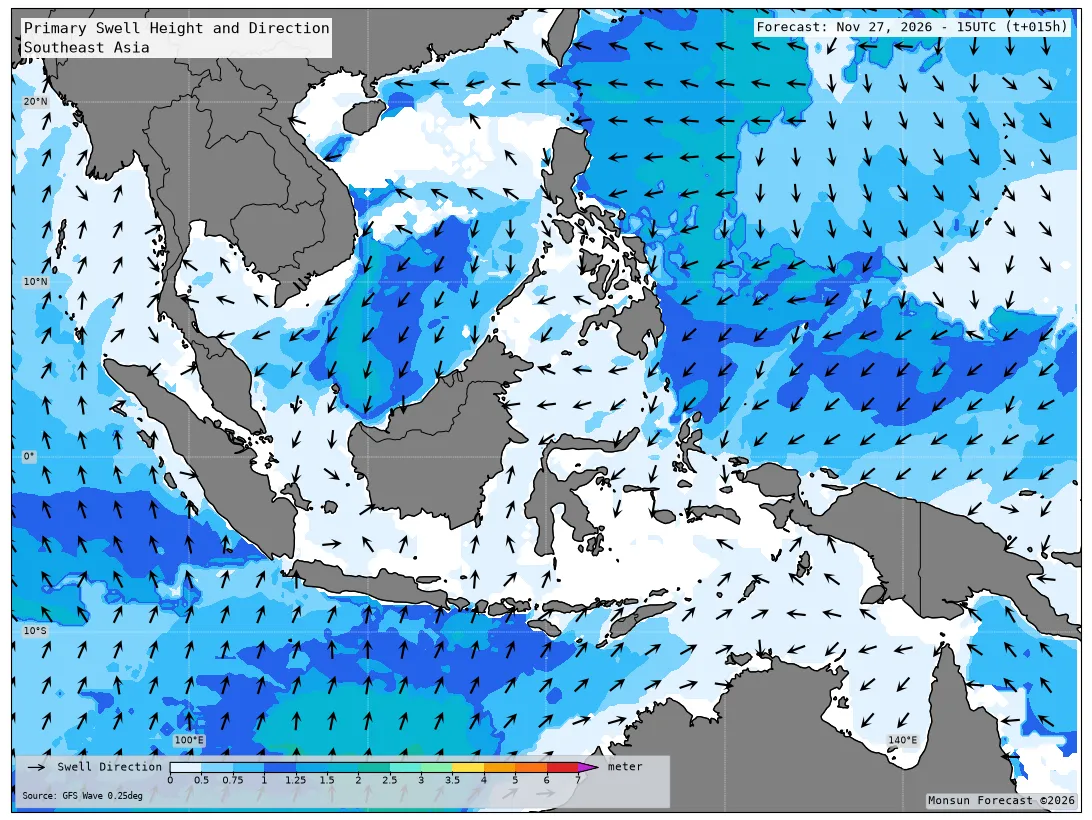 Primary Swell Height and Direction
Southeast Asia
Forecast: Nov 27, 2026 - 15UTC (t+015h)
20°N
10°N
0°
10°S
100°E
140°E
Swell Direction
0 0.5 0.75 1 1.25 1.5 2 2.5 3 3.5 4 5 6 7
meter
Source: GFS Wave 0.25deg
Monsun Forecast ©2026